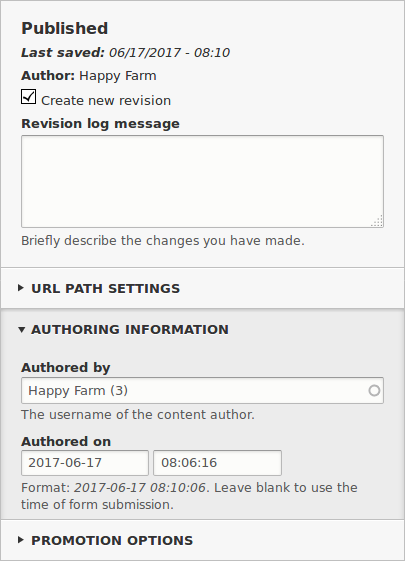 Published
Last saved: 06/17/2017 - 08:10
Author: Happy Farm
Create new revision
Revision log message
Briefly describe the changes you have made.
URL PATH SETTINGS
AUTHORING INFORMATION
Authored by
Happy Farm (3)
The username of the content author.
Authored on
2017-06-17 08:06:16
Format: 2017-06-17 08:10:06. Leave blank to use the
time of form submission.
PROMOTION OPTIONS